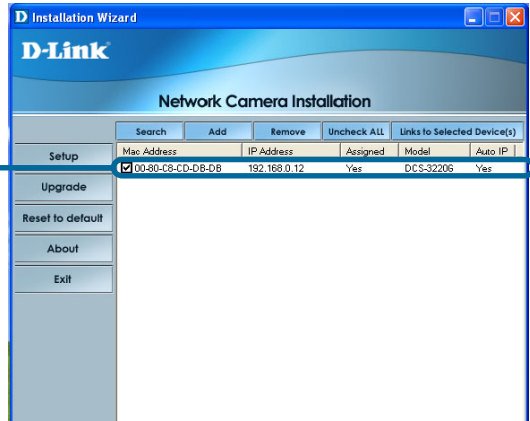 D Installation Wizard
D-Link
Network Camera Installation
Search Add Remove Uncheck ALL Links to Selected Device(s)
Mac Address IP Address Assigned Model Auto IP
00-80-C8-CD-DB-DB 192.168.0.12 Yes DCS-32206 Yes
Setup
Upgrade
Reset to default
About
Exit